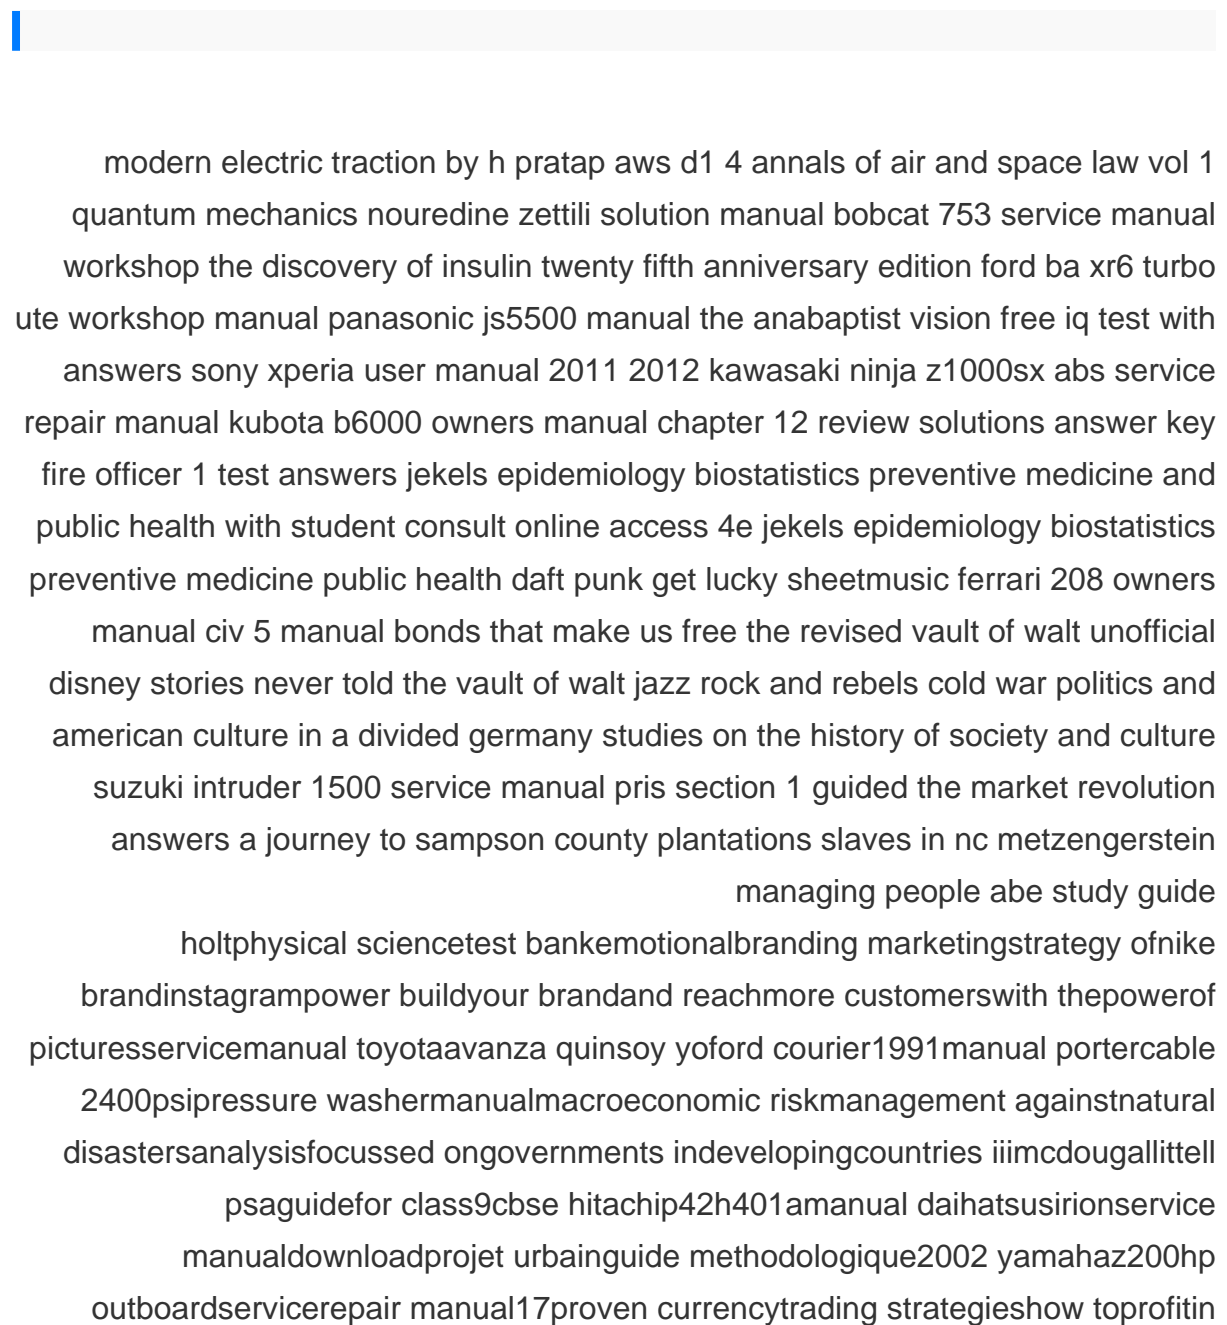 modern electric traction by h pratap aws d1 4 annals of air and space law vol 1
quantum mechanics nouredine zettili solution manual bobcat 753 service manual
workshop the discovery of insulin twenty fifth anniversary edition ford ba xr6 turbo
ute workshop manual panasonic js5500 manual the anabaptist vision free iq test with
answers sony xperia user manual 2011 2012 kawasaki ninja z1000sx abs service
repair manual kubota b6000 owners manual chapter 12 review solutions answer key
fire officer 1 test answers jekels epidemiology biostatistics preventive medicine and
public health with student consult online access 4e jekels epidemiology biostatistics
preventive medicine public health daft punk get lucky sheetmusic ferrari 208 owners
manual civ 5 manual bonds that make us free the revised vault of walt unofficial
disney stories never told the vault of walt jazz rock and rebels cold war politics and
american culture in a divided germany studies on the history of society and culture
suzuki intruder 1500 service manual pris section 1 guided the market revolution
answers a journey to sampson county plantations slaves in nc metzengerstein
managing people abe study guide
holtphysical sciencetest bankemotionalbranding marketingstrategy ofnike
brandinstagrampower buildyour brandand reachmore customerswith thepowerof
picturesservicemanual toyotaavanza quinsoy yoford courier1991manual portercable
2400psipressure washermanualmacroeconomic riskmanagement againstnatural
disastersanalysisfocussed ongovernments indevelopingcountries iiimcdougallittell
psaguidefor class9cbse hitachip42h401amanual daihatsusirionservice
manualdownloadprojet urbainguide methodologique2002 yamahaz200hp
outboardservicerepair manual17proven currencytrading strategieshow toprofitin